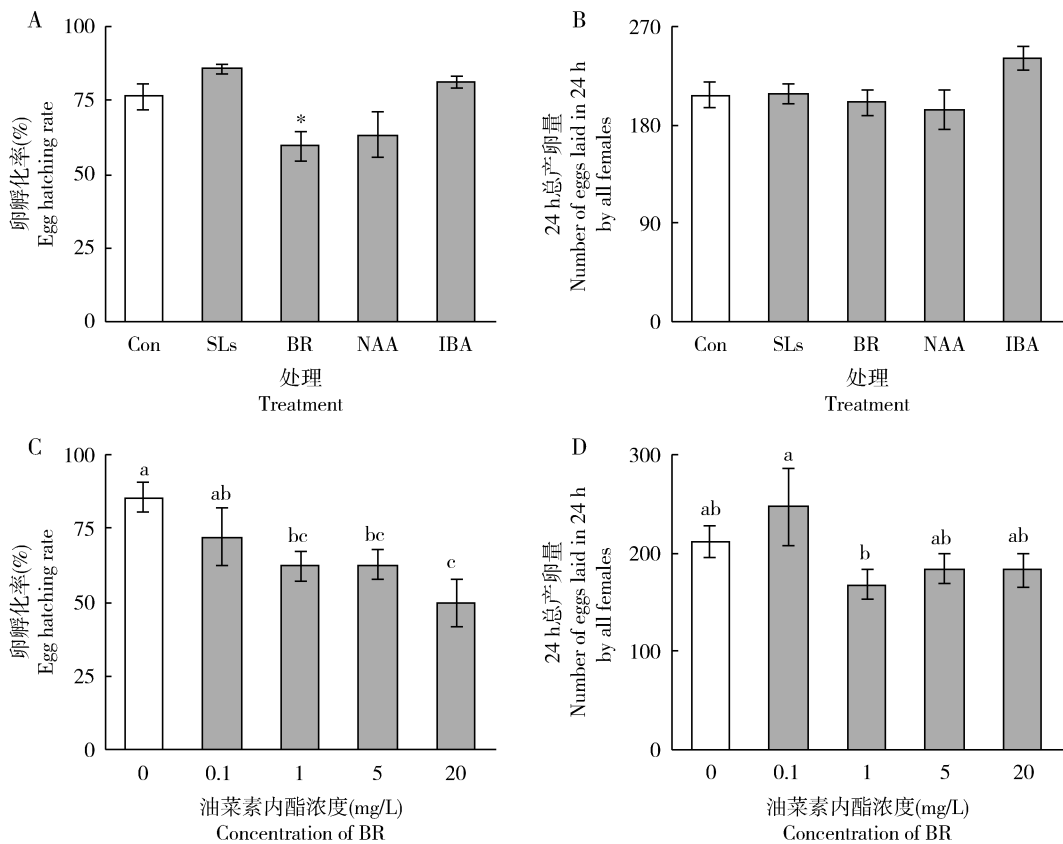 A
100
75
50
25
0
卵孵化率(%)
Egg hatching rate
*
Con SLs BR NAA IBA
处理
Treatment
B
270
180
90
0
24 h总产卵量
Number of eggs laid in 24 h
by all females
Con SLs BR NAA IBA
处理
Treatment
C
100
75
50
25
0
卵孵化率(%)
Egg hatching rate
a ab bc bc c
0 0.1 1 5 20
油菜素内酯浓度(mg/L)
Concentration of BR
D
300
200
100
0
24 h总产卵量
Number of eggs laid in 24 h
by all females
ab a b ab ab
0 0.1 1 5 20
油菜素内酯浓度(mg/L)
Concentration of BR